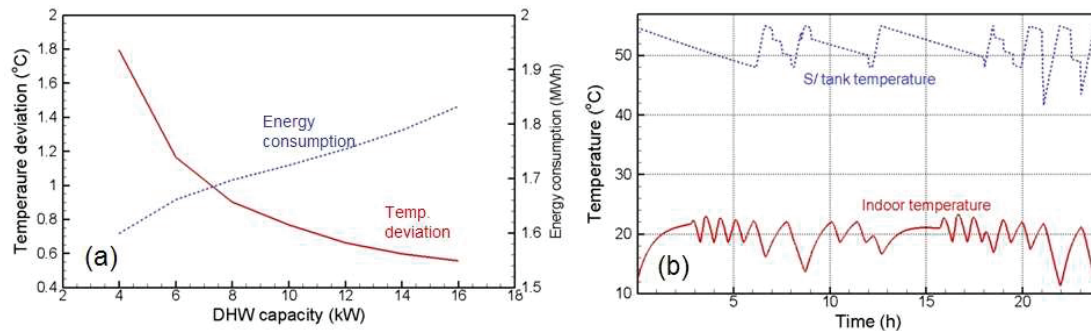 2
1.8
1.6
1.4
1.2
1
0.8
0.6
0.4
Temperaure deviation (°C)
2
1.9
1.8
1.7
1.6
1.5
Energy consumption (MWh)
Energy
consumption
Temp.
deviation
(a)
2 4 6 8 10 12 14 16 18
DHW capacity (kW)
50
40
30
20
10
Temperature (°C)
S/ tank temperature
Indoor temperature
(b)
5 10 15 20
Time (h)